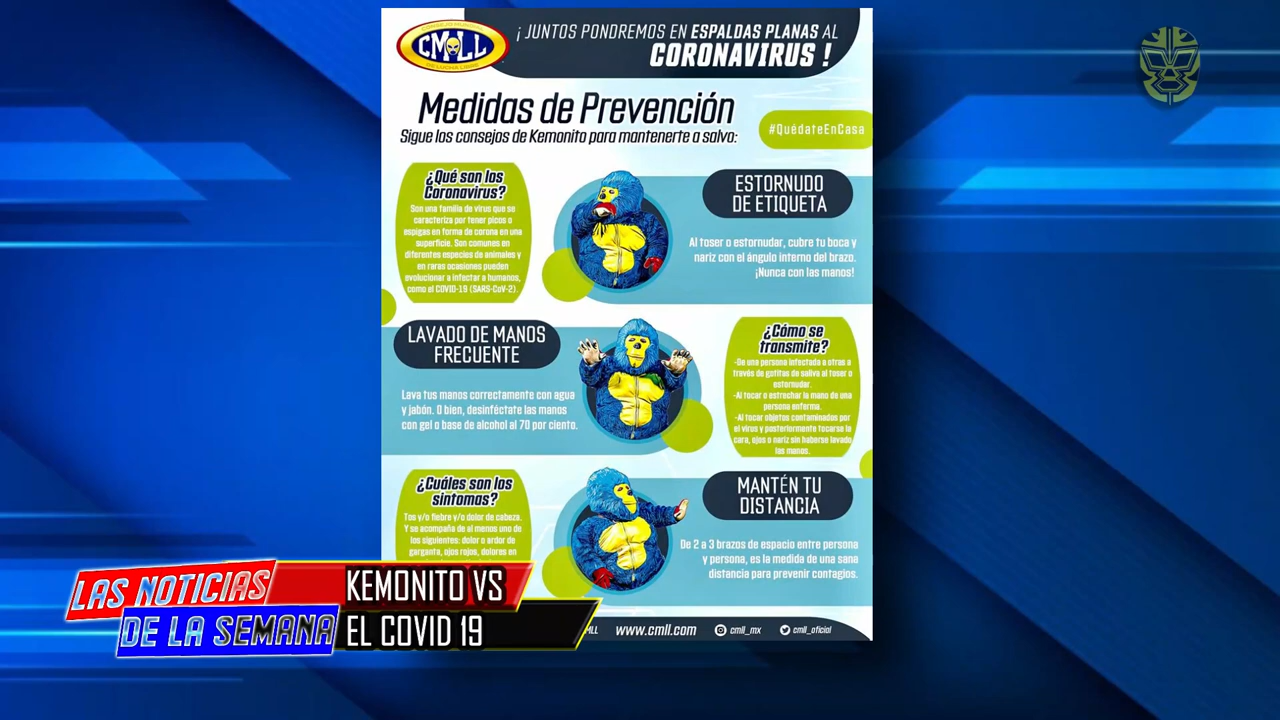 CONSEJO MUNDIAL
CMLL
DE LUCHA LIBRE
¡ JUNTOS PONDREMOS EN ESPALDAS PLANAS AL
CORONAVIRUS !
Medidas de Prevención
Sigue los consejos de Kemonito para mantenerte a salvo:
#QuédateEnCasa
¿Qué son los
Coronavirus?
Son una familia de virus que se
caracteriza por tener picos o
espigas en forma de corona en una
superficie. Son comunes en
diferentes especies de animales y
en raras ocasiones pueden
evolucionar a infectar a humanos,
como el COVID-19 (SARS-CoV-2).
ESTORNUDO
DE ETIQUETA
Al toser o estornudar, cubre tu boca y
nariz con el ángulo interno del brazo.
¡Nunca con las manos!
LAVADO DE MANOS
FRECUENTE
Lava tus manos correctamente con agua
y jabón. O bien, desinféctate las manos
con gel o base de alcohol al 70 por ciento.
¿Cómo se
transmite?
-De una persona infectada a otras a
través de gotitas de saliva al toser o
estornudar.
-Al tocar o estrechar la mano de una
persona enferma.
-Al tocar objetos contaminados por
el virus y posteriormente tocarse la
cara, ojos o nariz sin haberse lavado
las manos.
¿Cuáles son los
síntomas?
Tos y/o fiebre y/o dolor de cabeza.
Y se acompaña de al menos uno de
los siguientes: dolor o ardor de
garganta, ojos rojos, dolores en
MANTÉN TU
DISTANCIA
De 2 a 3 brazos de espacio entre persona
y persona, es la medida de una sana
distancia para prevenir contagios.
LAS NOTICIAS
DE LA SEMANA
KEMONITO VS
EL COVID 19
www.cmll.com
cmll_mx
cmll_oficial